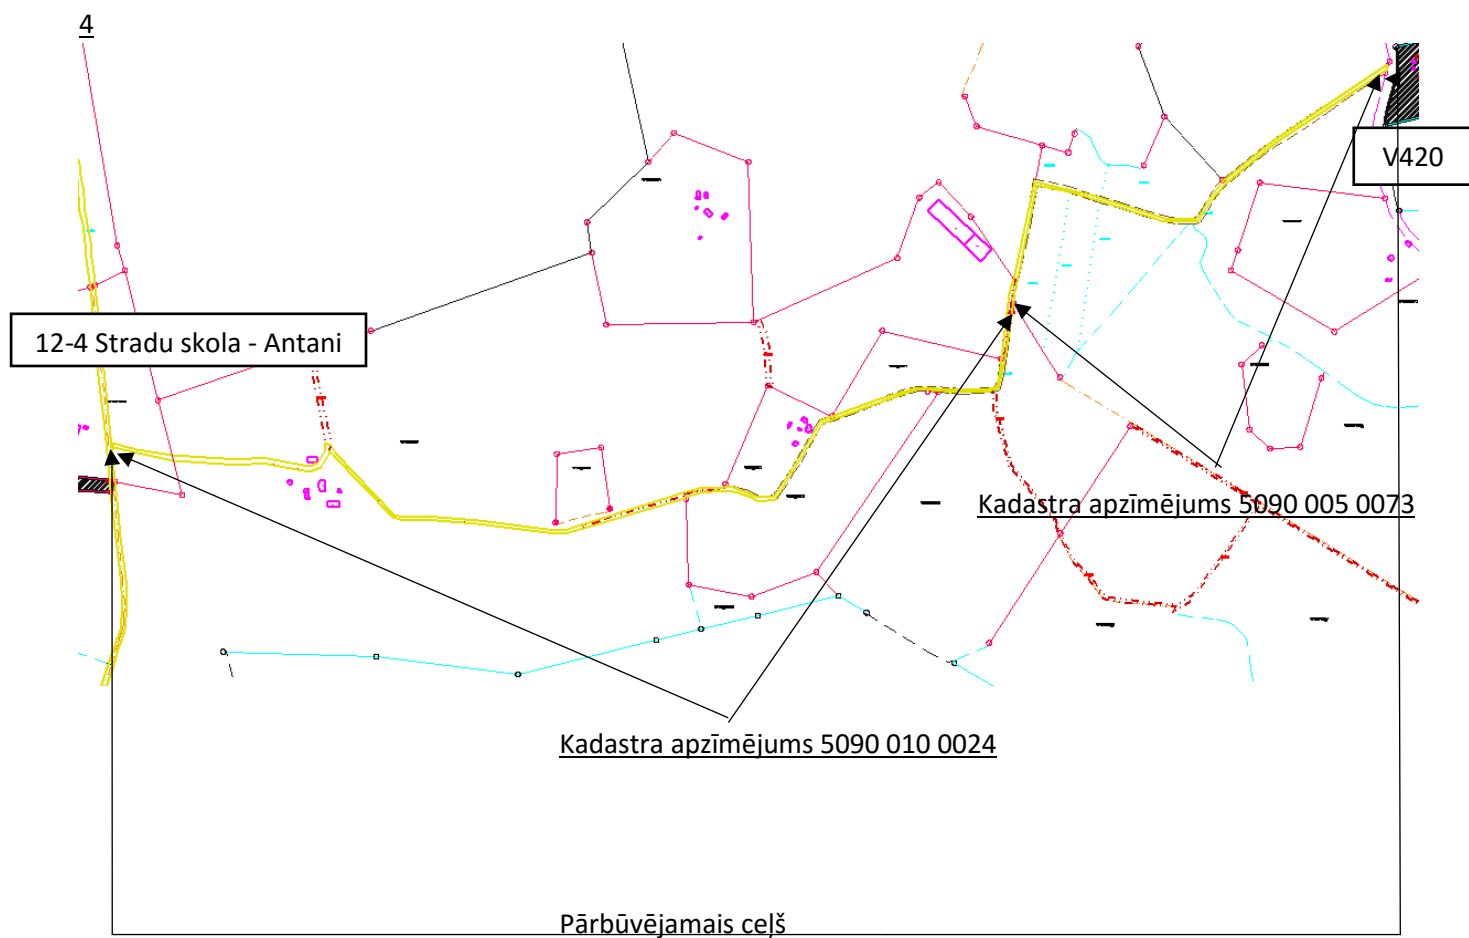 4
V420
12-4 Stradu skola - Antani
Kadastra apzīmējums 5090 005 0073
Kadastra apzīmējums 5090 010 0024
Pārbūvējamais ceļš